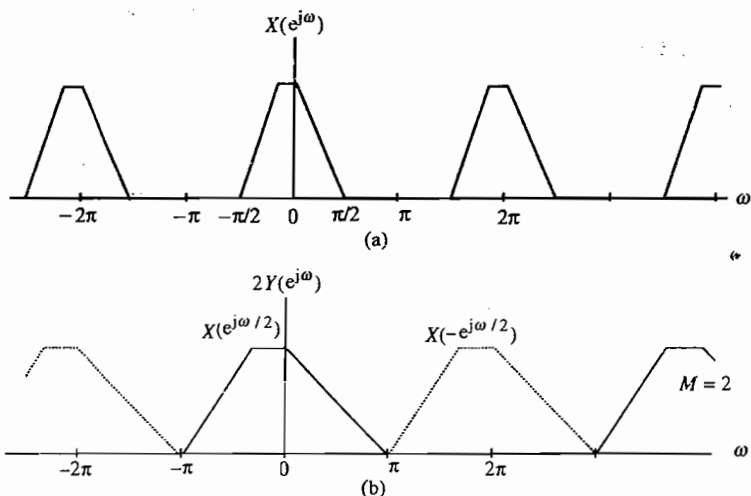 X(e^jω)
ω
−2π −π −π/2 0 π/2 π 2π
(a)
2Y(e^jω)
X(e^jω/2) X(−e^jω/2)
M = 2
ω
−2π −π 0 π 2π
(b)